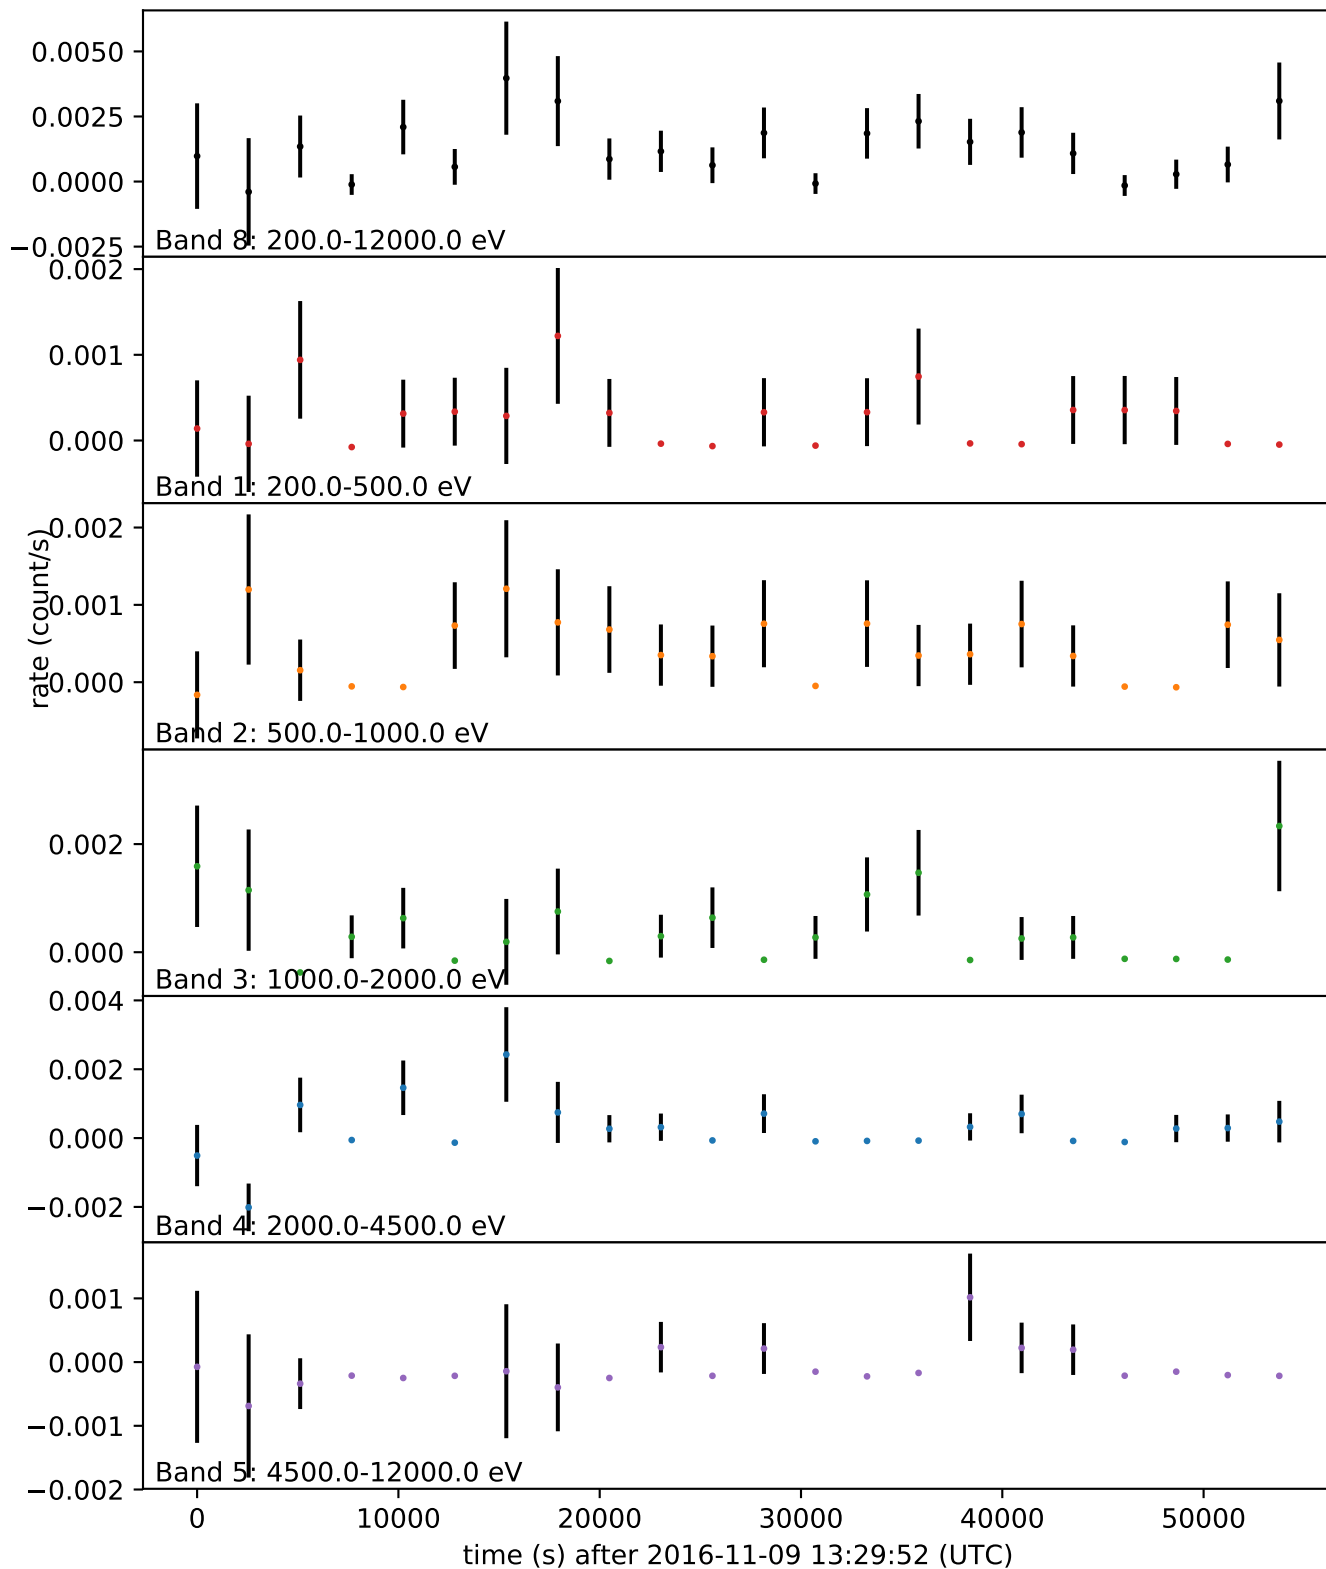 0.0050
0.0025
0.0000
−0.0025
Band 8: 200.0-12000.0 eV
0.002
0.001
0.000
Band 1: 200.0-500.0 eV
rate (count/s)
0.002
0.001
0.000
Band 2: 500.0-1000.0 eV
0.002
0.000
Band 3: 1000.0-2000.0 eV
0.004
0.002
0.000
−0.002
Band 4: 2000.0-4500.0 eV
0.001
0.000
−0.001
−0.002
Band 5: 4500.0-12000.0 eV
0 10000 20000 30000 40000 50000
time (s) after 2016-11-09 13:29:52 (UTC)